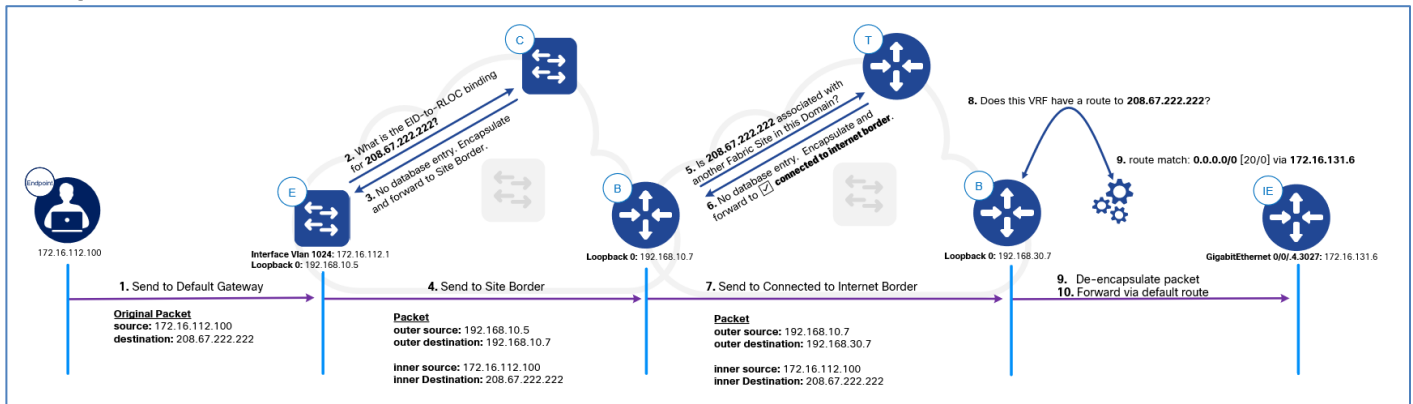 C
T
8. Does this VRF have a route to 208.67.222.222?
2. What is the EID-to-RLOC binding
for 208.67.222.222?
3. No database entry. Encapsulate
and forward to Site Border.
5. Is 208.67.222.222 associated with
another Fabric Site in this Domain?
6. No database entry. Encapsulate and
forward to ☑ connected to internet border.
9. route match: 0.0.0.0/0 [20/0] via 172.16.131.6
Endpoint
E
B
B
IE
172.16.112.100
Interface Vlan 1024: 172.16.112.1
Loopback 0: 192.168.10.5
Loopback 0: 192.168.10.7
Loopback 0: 192.168.30.7
GigabitEthernet 0/0/.4.3027: 172.16.131.6
1. Send to Default Gateway
4. Send to Site Border
7. Send to Connected to Internet Border
9. De-encapsulate packet
10. Forward via default route
Original Packet
source: 172.16.112.100
destination: 208.67.222.222
Packet
outer source: 192.168.10.5
outer destination: 192.168.10.7
inner source: 172.16.112.100
inner Destination: 208.67.222.222
Packet
outer source: 192.168.10.7
outer destination: 192.168.30.7
inner source: 172.16.112.100
inner Destination: 208.67.222.222